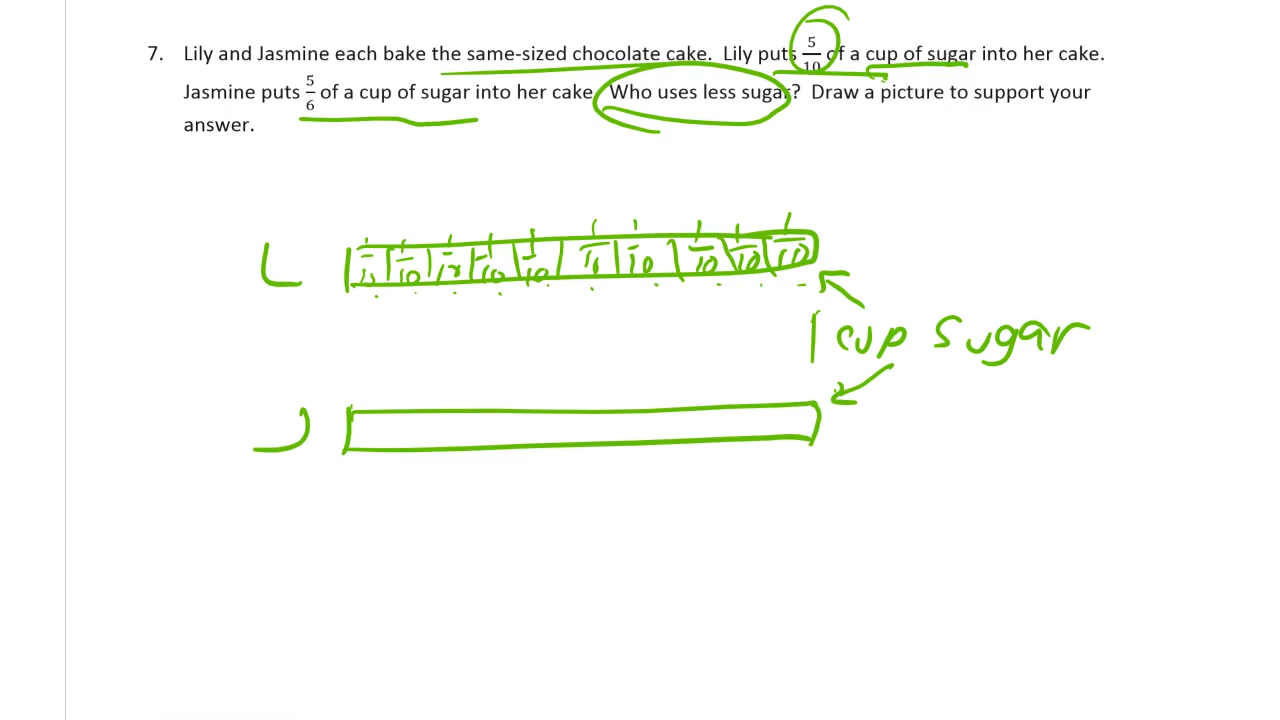 7. Lily and Jasmine each bake the same-sized chocolate cake. Lily puts 5/10 of a cup of sugar into her cake.
Jasmine puts 5/6 of a cup of sugar into her cake. Who uses less sugar? Draw a picture to support your
answer.
L 1/10 1/10 1/10 1/10 1/10 1/10 1/10 1/10 1/10 1/10
1 cup sugar
J